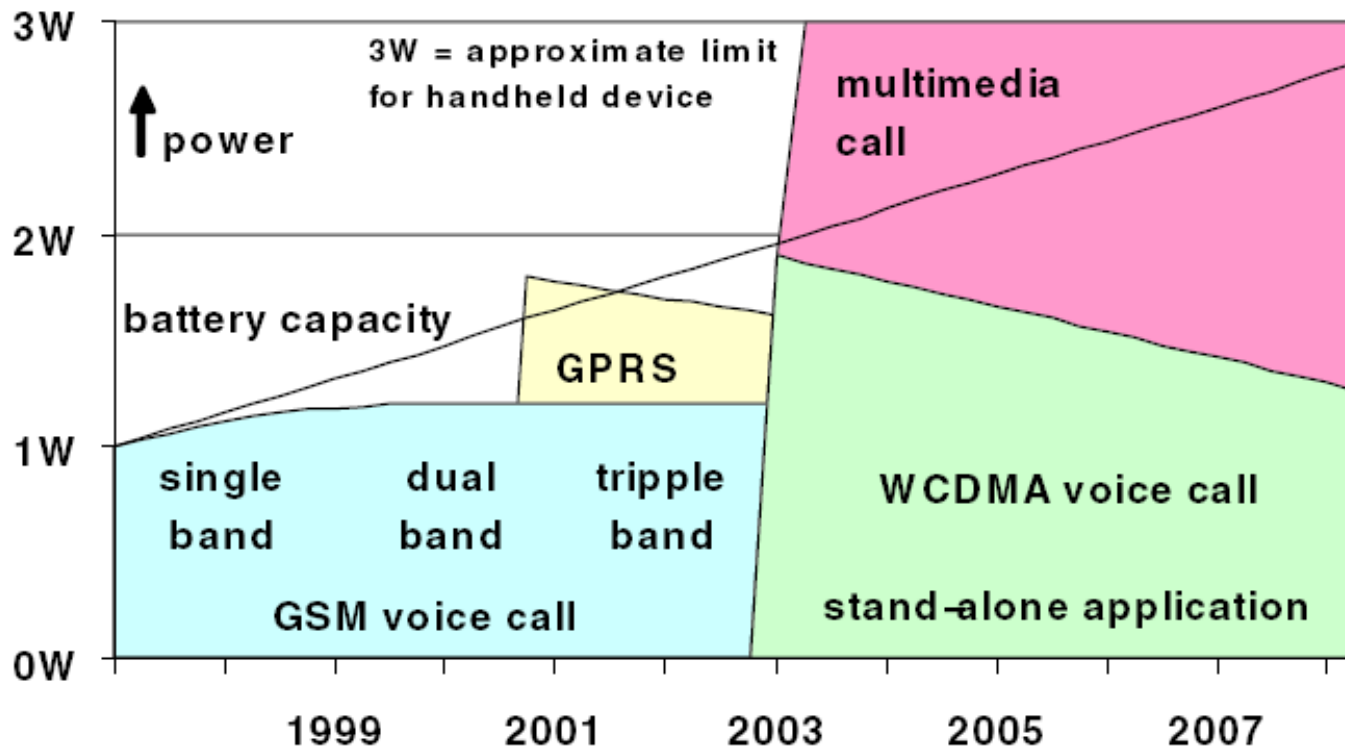 3W
3W = approximate limit
for handheld device
multimedia
call
power
2W
battery capacity
GPRS
1W
single
band
dual
band
tripple
band
WCDMA voice call
GSM voice call
stand-alone application
0W
1999
2001
2003
2005
2007